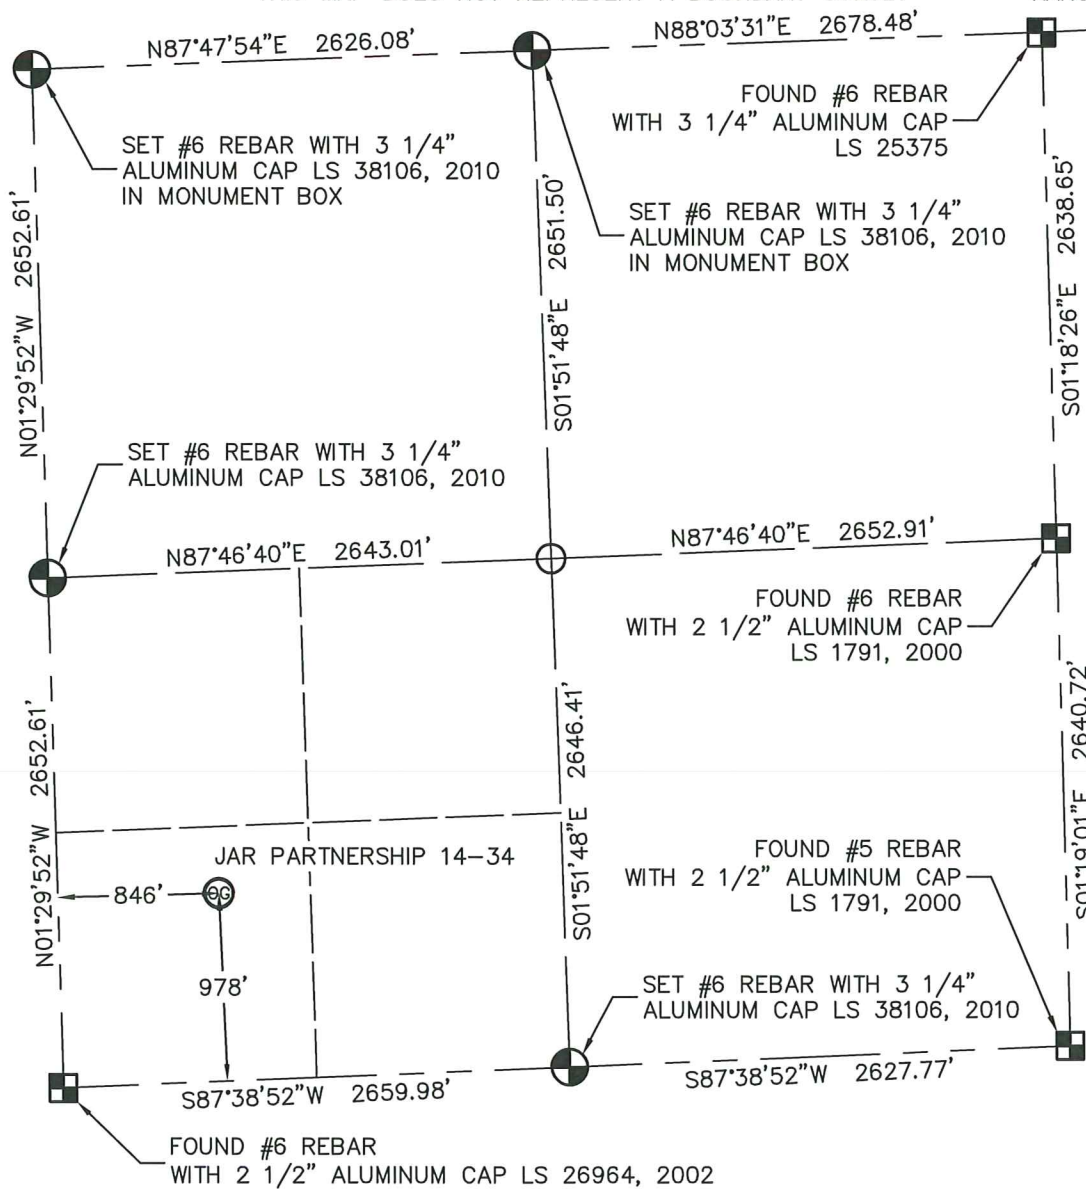 N87°47'54"E 2626.08'
N88°03'31"E 2678.48'
FOUND #6 REBAR
WITH 3 1/4" ALUMINUM CAP
LS 25375
SET #6 REBAR WITH 3 1/4"
ALUMINUM CAP LS 38106, 2010
IN MONUMENT BOX
SET #6 REBAR WITH 3 1/4"
ALUMINUM CAP LS 38106, 2010
IN MONUMENT BOX
N01°29'52"W 2652.61'
S01°51'48"E 2651.50'
S01°18'26"E 2638.65'
SET #6 REBAR WITH 3 1/4"
ALUMINUM CAP LS 38106, 2010
N87°46'40"E 2643.01'
N87°46'40"E 2652.91'
FOUND #6 REBAR
WITH 2 1/2" ALUMINUM CAP
LS 1791, 2000
N01°29'52"W 2652.61'
S01°51'48"E 2646.41'
S01°19'01"E 2640.72'
JAR PARTNERSHIP 14-34
OG
846'
978'
FOUND #5 REBAR
WITH 2 1/2" ALUMINUM CAP
LS 1791, 2000
SET #6 REBAR WITH 3 1/4"
ALUMINUM CAP LS 38106, 2010
S87°38'52"W 2659.98'
S87°38'52"W 2627.77'
FOUND #6 REBAR
WITH 2 1/2" ALUMINUM CAP LS 26964, 2002